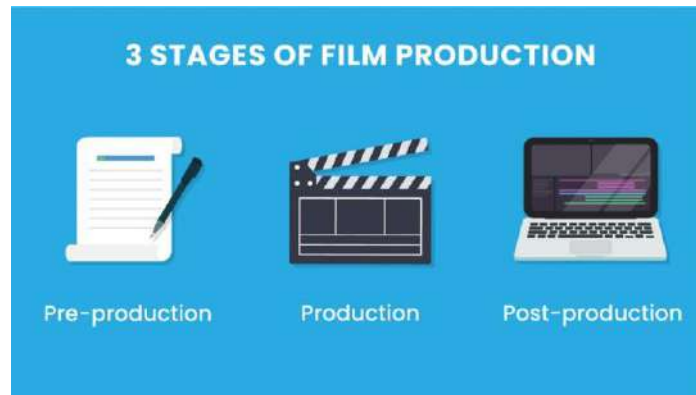 3 STAGES OF FILM PRODUCTION
Pre-production
Production
Post-production